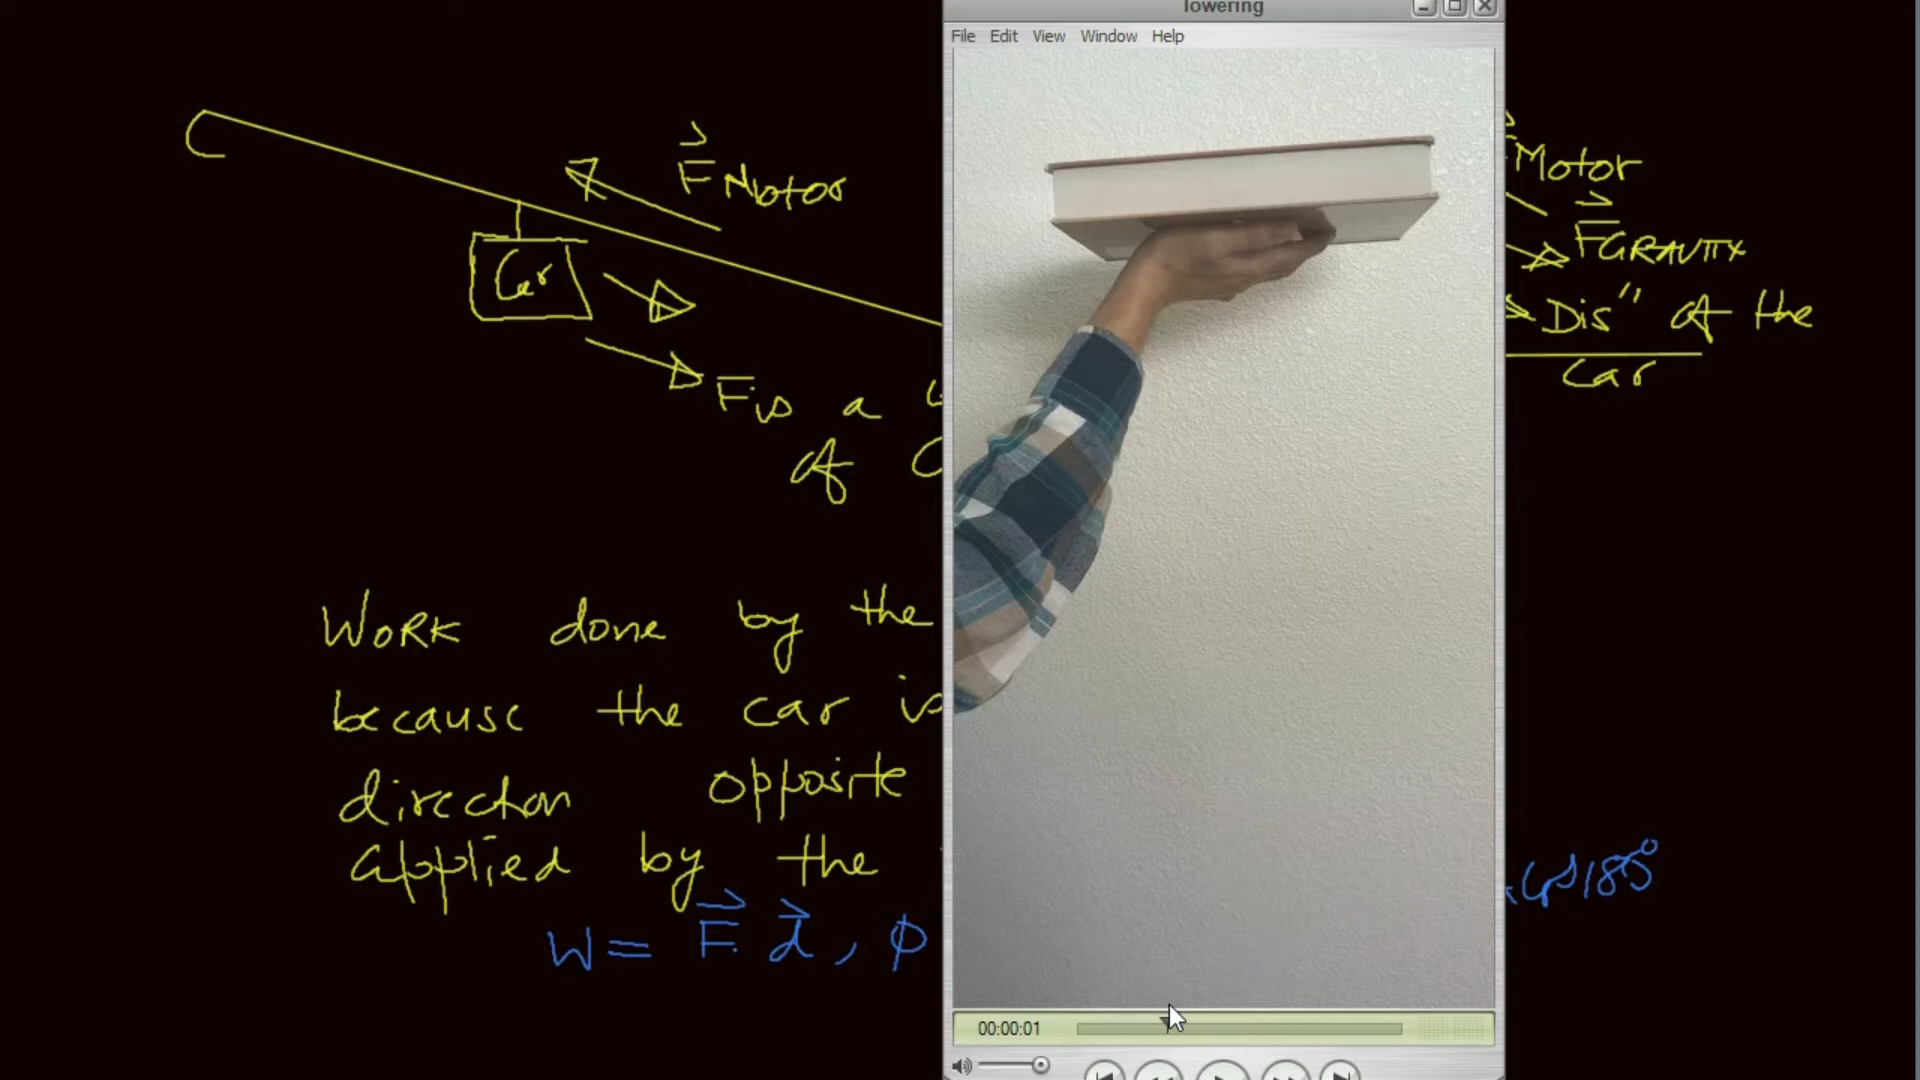 lowering
File Edit View Window Help
F Motor
Motor
F GRAVITY
Car
Dis" of the
Car
F is a
of
WORK done by the
because the car is
direction opposite
applied by the
W = F . d , φ
Cos180°
00:00:01